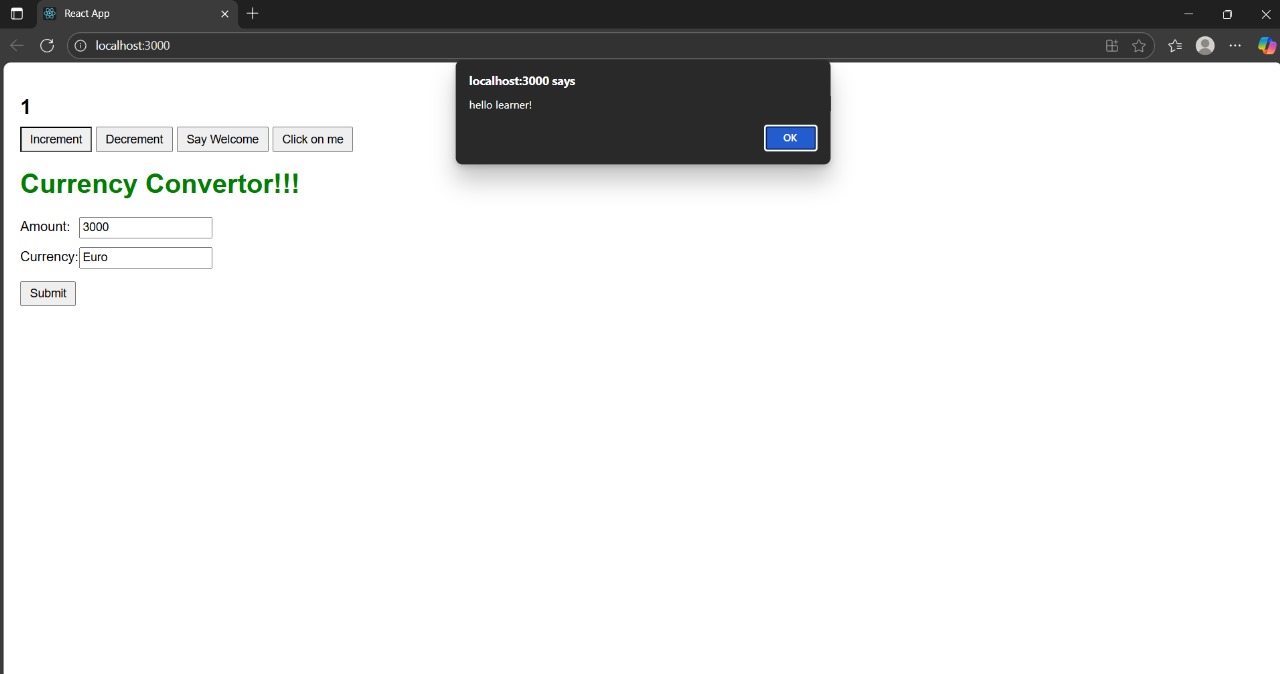 React App
localhost:3000
localhost:3000 says
hello learner!
OK
1
Increment Decrement Say Welcome Click on me
Currency Convertor!!!
Amount: 3000
Currency: Euro
Submit